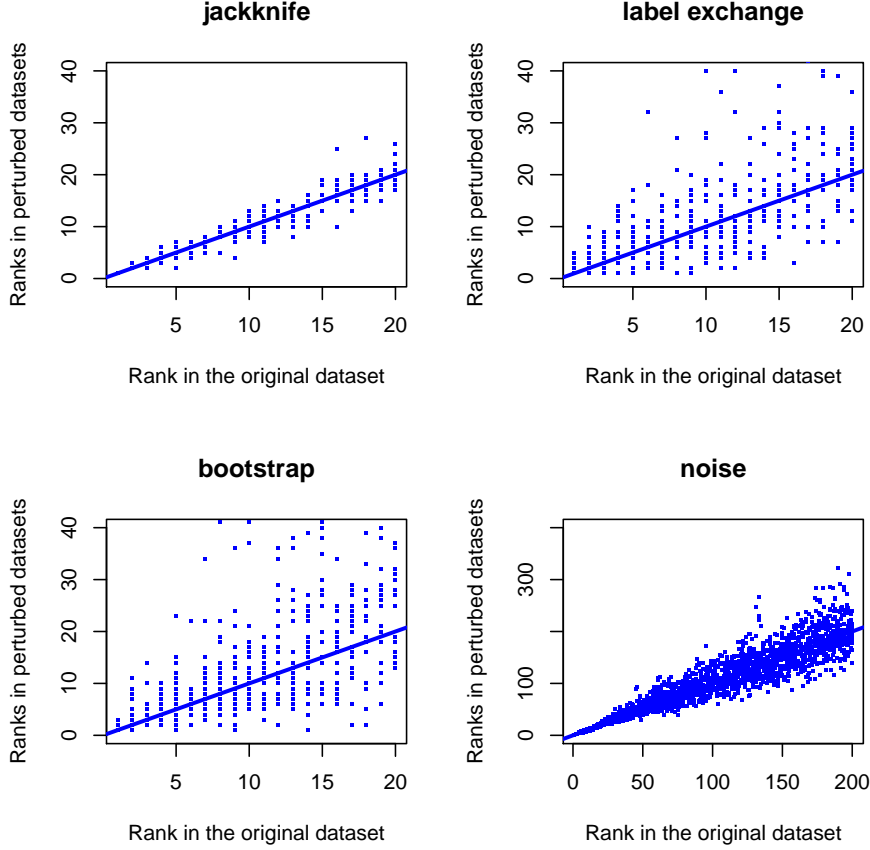 jackknife
Ranks in perturbed datasets
0 10 20 30 40
5 10 15 20
Rank in the original dataset
label exchange
Ranks in perturbed datasets
0 10 20 30 40
5 10 15 20
Rank in the original dataset
bootstrap
Ranks in perturbed datasets
0 10 20 30 40
5 10 15 20
Rank in the original dataset
noise
Ranks in perturbed datasets
0 100 300
0 50 100 150 200
Rank in the original dataset